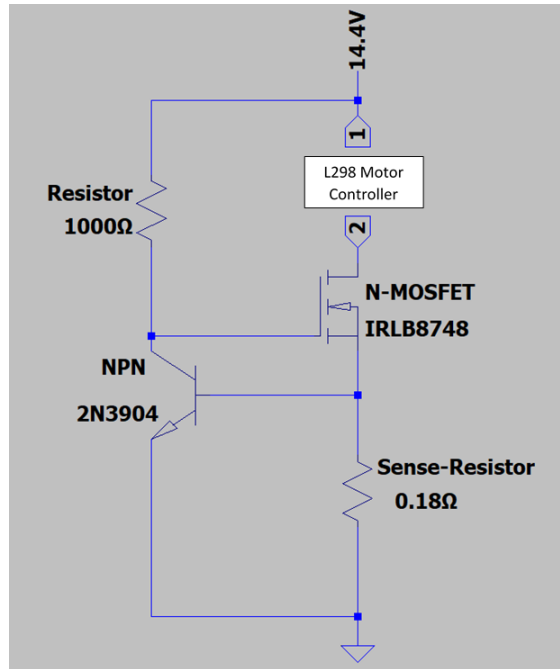 14.4V
1
L298 Motor
Controller
2
Resistor
1000Ω
N-MOSFET
IRLB8748
NPN
2N3904
Sense-Resistor
0.18Ω